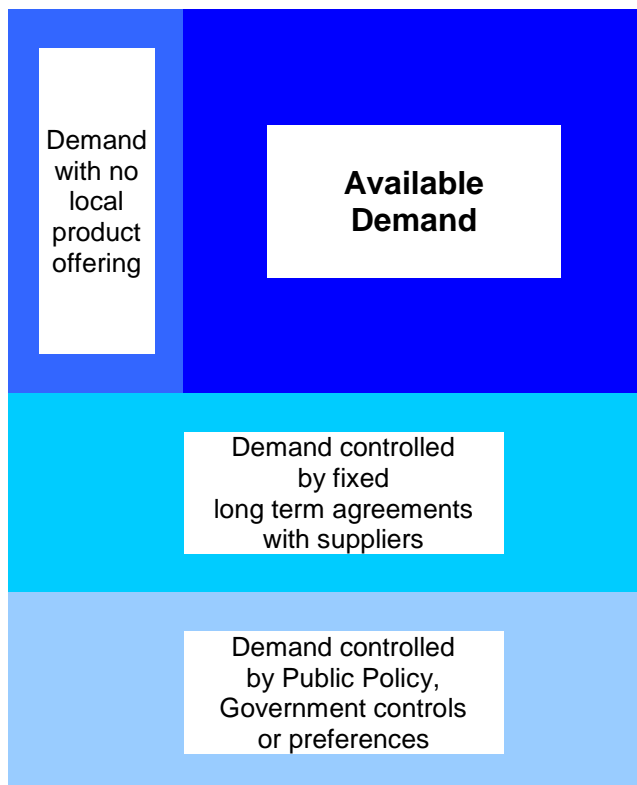 Demand
with no
local
product
offering
Available
Demand
Demand controlled
by fixed
long term agreements
with suppliers
Demand controlled
by Public Policy,
Government controls
or preferences